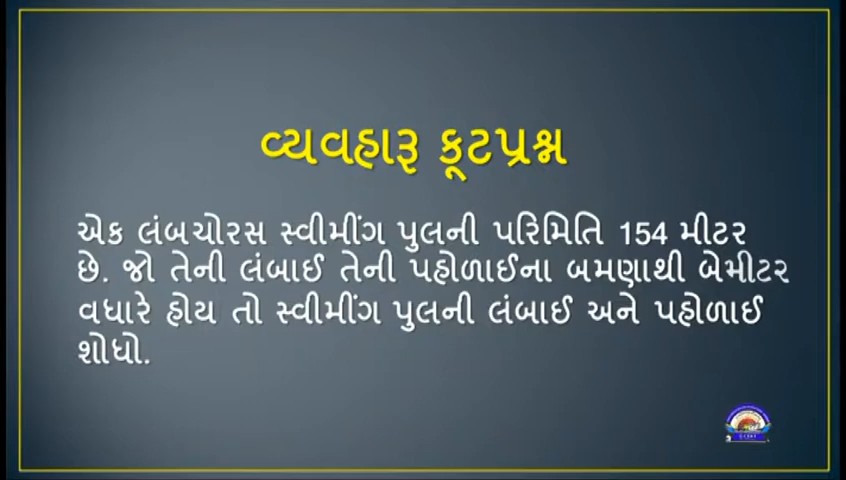 વ્યવહારૂ કૂટપ્રશ્ન
એક લંબચોરસ સ્વીમીંગ પુલની પરિમિતિ 154 મીટર
છે. જો તેની લંબાઈ તેની પહોળાઈના બમણાથી બેમીટર
વધારે હોય તો સ્વીમીંગ પુલની લંબાઈ અને પહોળાઈ
શોધો.